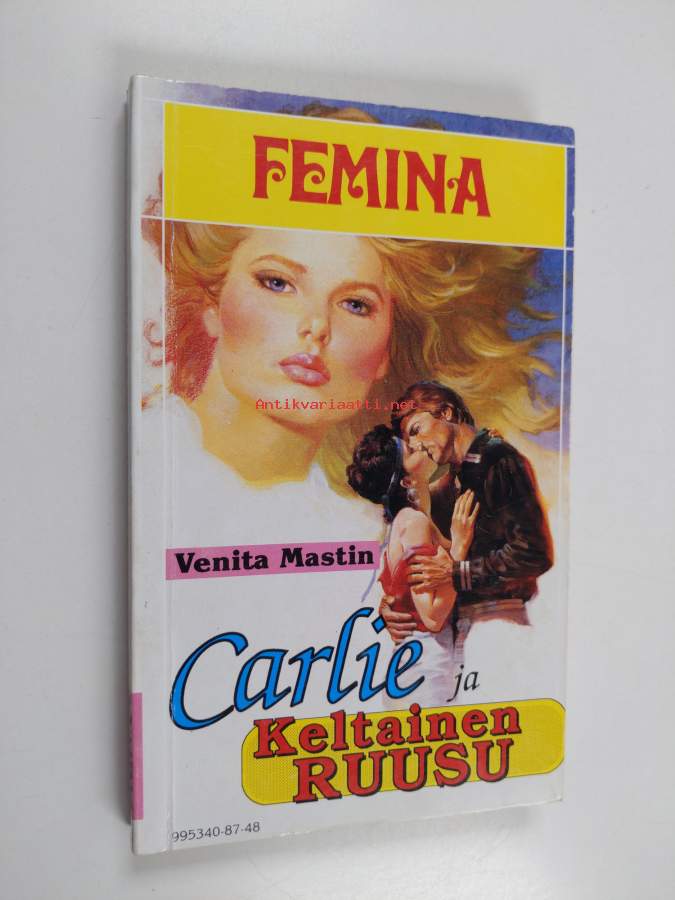 FEMINA
Antikvariaatti.net
Venita Mastin
Carlie
ja
Keltainen
RUUSU
995340-87-48